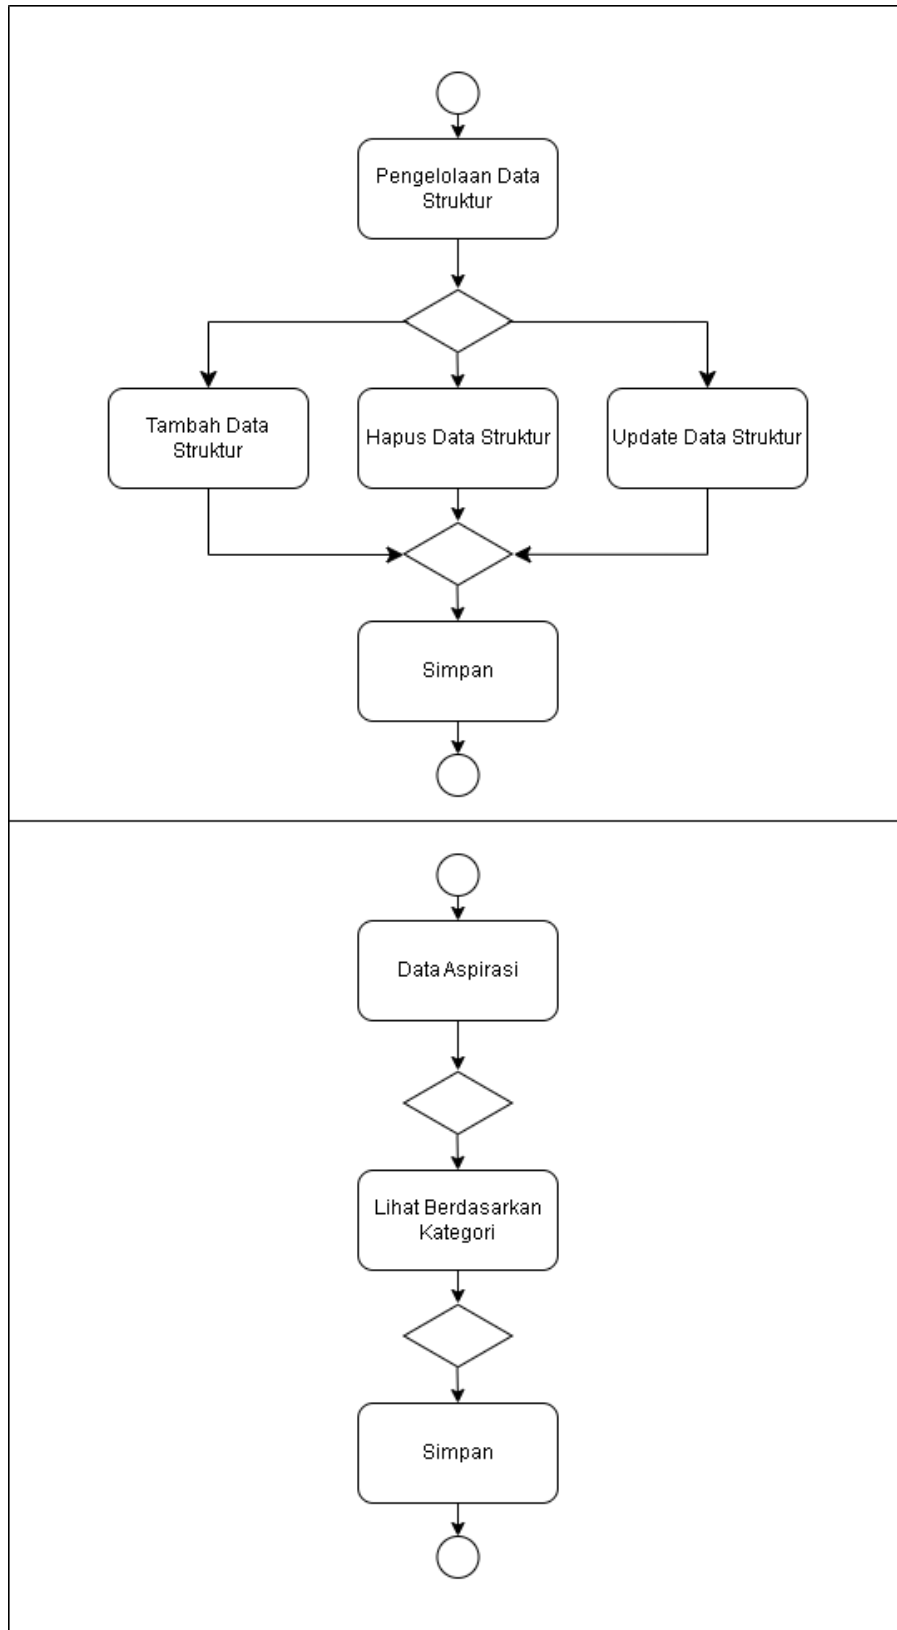 Pengelolaan Data
Struktur
Tambah Data
Struktur
Hapus Data Struktur
Update Data Struktur
Simpan
Data Aspirasi
Lihat Berdasarkan
Kategori
Simpan